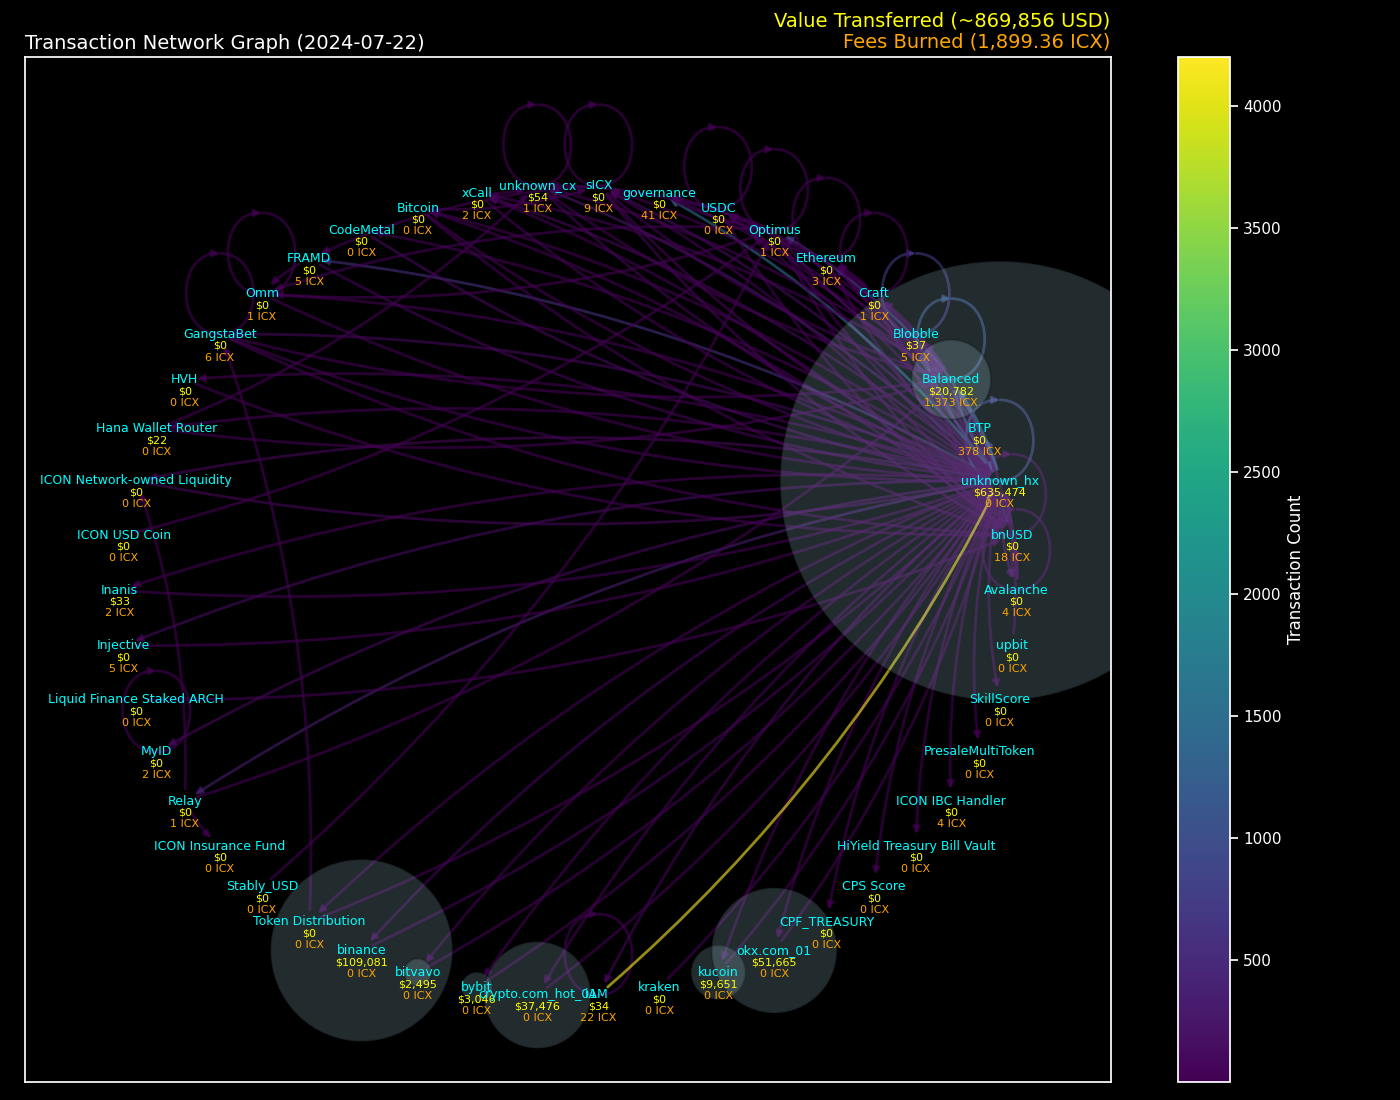 Value Transferred (~869,856 USD)
Transaction Network Graph (2024-07-22)
Fees Burned (1,899.36 ICX)
unknown_cx
$54
1 ICX
sICX
$0
9 ICX
xCall
$0
2 ICX
governance
$0
41 ICX
Bitcoin
$0
0 ICX
USDC
$0
0 ICX
CodeMetal
$0
0 ICX
Optimus
$0
1 ICX
FRAMD
$0
5 ICX
Ethereum
$0
3 ICX
Omm
$0
1 ICX
Craft
$0
1 ICX
GangstaBet
$0
6 ICX
Blobble
$37
5 ICX
HVH
$0
0 ICX
Balanced
$20,782
1,373 ICX
Hana Wallet Router
$22
0 ICX
BTP
$0
378 ICX
ICON Network-owned Liquidity
$0
0 ICX
unknown_hx
$635,474
0 ICX
ICON USD Coin
$0
0 ICX
bnUSD
$0
18 ICX
Inanis
$33
2 ICX
Avalanche
$0
4 ICX
Injective
$0
5 ICX
upbit
$0
0 ICX
Liquid Finance Staked ARCH
$0
0 ICX
SkillScore
$0
0 ICX
MyID
$0
2 ICX
PresaleMultiToken
$0
0 ICX
Relay
$0
1 ICX
ICON IBC Handler
$0
4 ICX
ICON Insurance Fund
$0
0 ICX
HiYield Treasury Bill Vault
$0
0 ICX
Stably_USD
$0
0 ICX
CPS Score
$0
0 ICX
Token Distribution
$0
0 ICX
CPF_TREASURY
$0
0 ICX
binance
$109,081
0 ICX
okx.com_01
$51,665
0 ICX
bitvavo
$2,495
0 ICX
kucoin
$9,651
0 ICX
bybit
$3,046
0 ICX
crypto.com_hot_01
$37,476
0 ICX
IAM
$34
22 ICX
kraken
$0
0 ICX
4000
3500
3000
2500
2000
1500
1000
500
Transaction Count